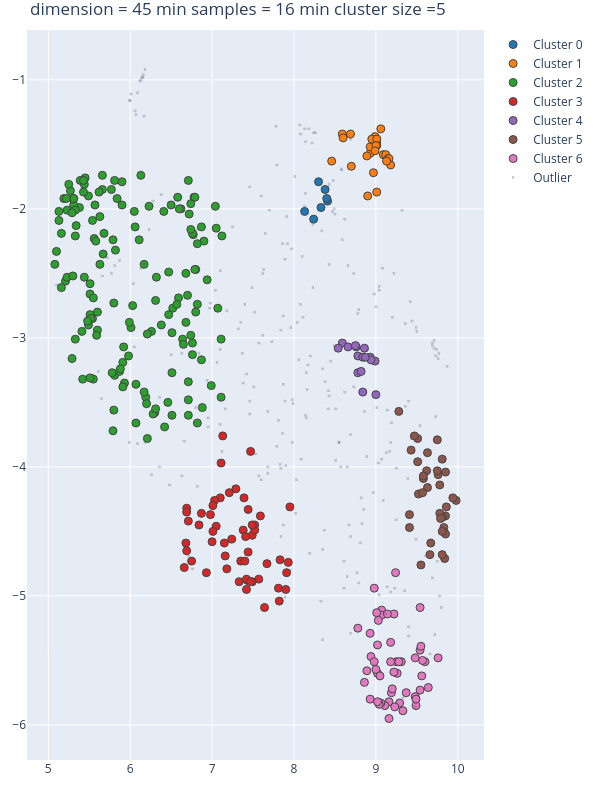 dimension = 45 min samples = 16 min cluster size =5
Cluster 0
Cluster 1
Cluster 2
Cluster 3
Cluster 4
Cluster 5
Cluster 6
Outlier
−1
−2
−3
−4
−5
−6
5 6 7 8 9 10